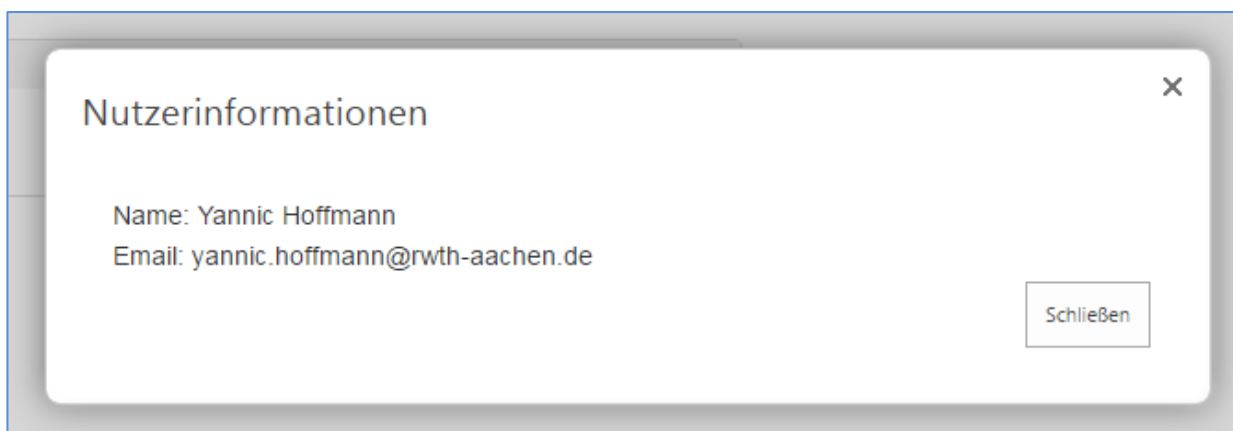 Nutzerinformationen
Name: Yannic Hoffmann
Email: yannic.hoffmann@rwth-aachen.de
Schließen